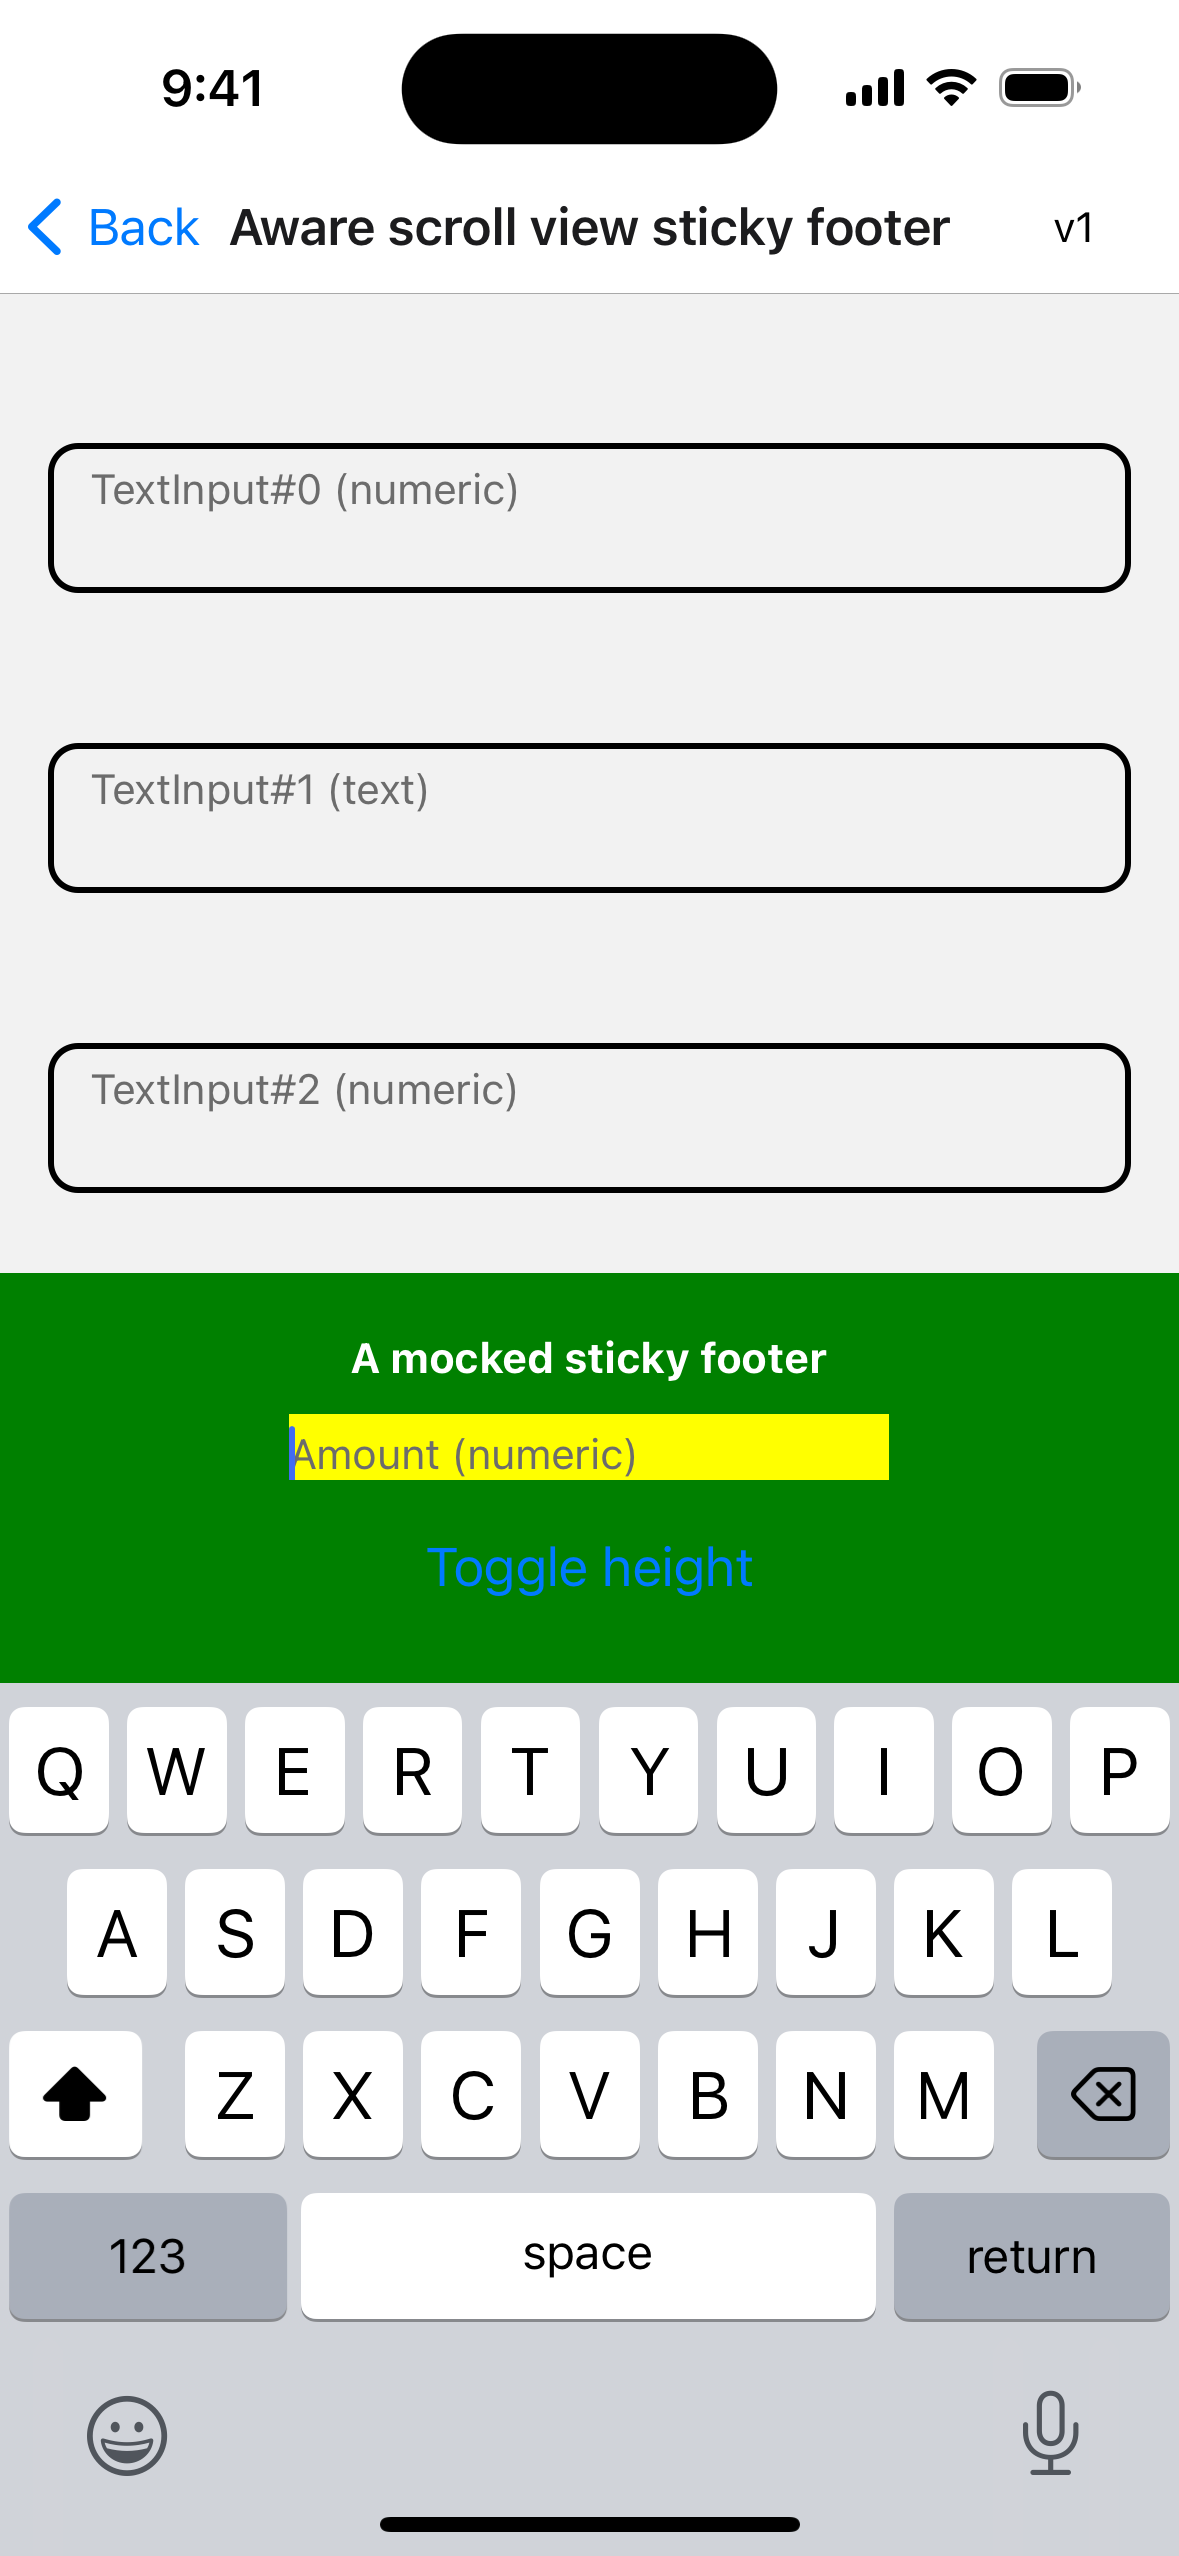 9:41
Back Aware scroll view sticky footer v1
TextInput#0 (numeric)
TextInput#1 (text)
TextInput#2 (numeric)
A mocked sticky footer
Amount (numeric)
Toggle height
Q W E R T Y U I O P
A S D F G H J K L
Z X C V B N M
123 space return